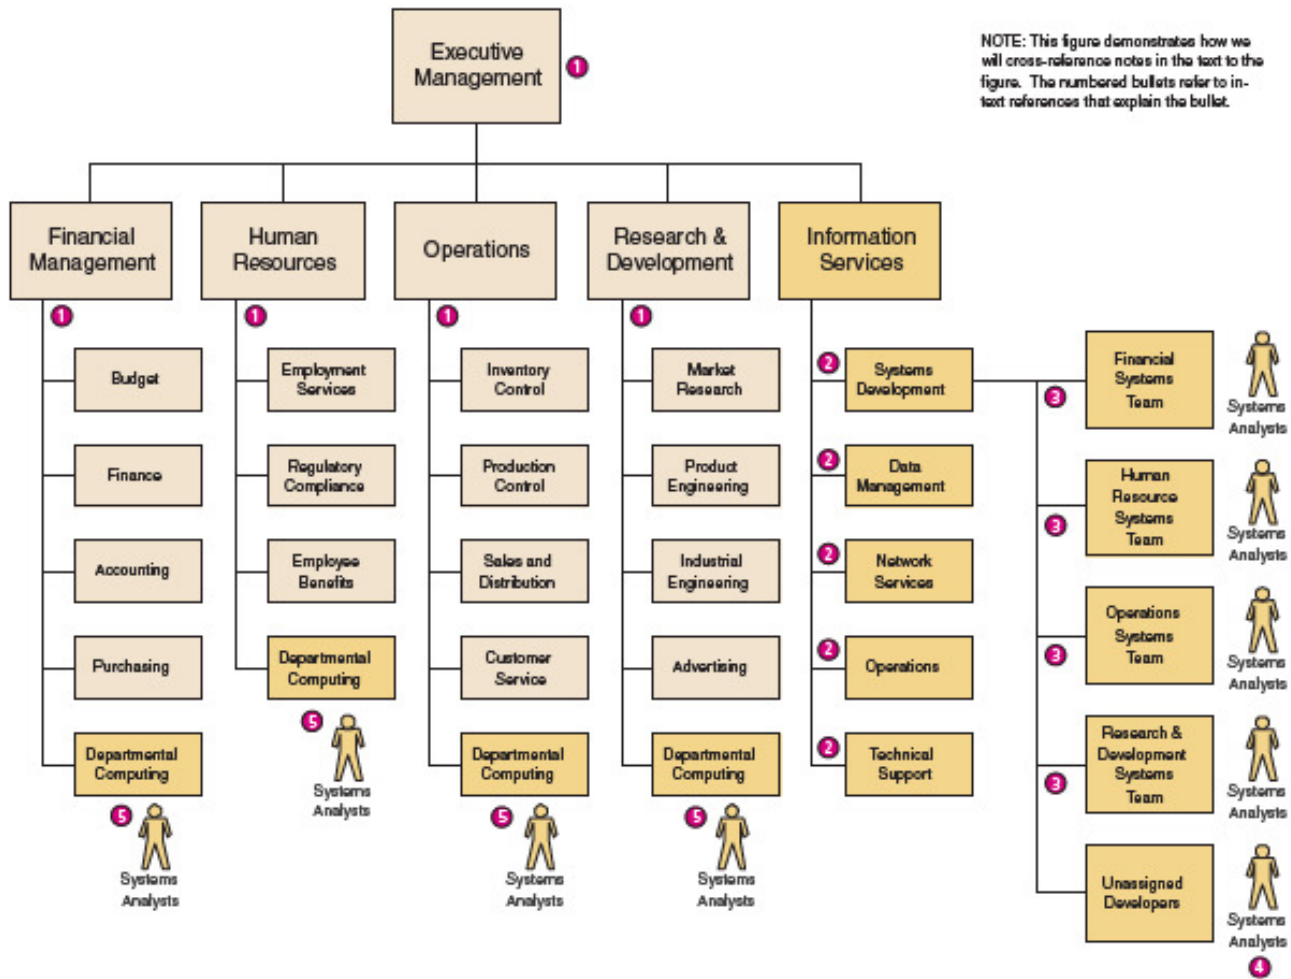 Executive
Management
1
NOTE: This figure demonstrates how we
will cross-reference notes in the text to the
figure. The numbered bullets refer to in-
text references that explain the bullet.
Financial
Management
Human
Resources
Operations
Research &
Development
Information
Services
1
1
1
1
Budget
Finance
Accounting
Purchasing
Departmental
Computing
5
Systems
Analysts
Employment
Services
Regulatory
Compliance
Employee
Benefits
Departmental
Computing
5
Systems
Analysts
Inventory
Control
Production
Control
Sales and
Distribution
Customer
Service
Departmental
Computing
5
Systems
Analysts
Market
Research
Product
Engineering
Industrial
Engineering
Advertising
Departmental
Computing
5
Systems
Analysts
2
Systems
Development
2
Data
Management
2
Network
Services
2
Operations
2
Technical
Support
3
Financial
Systems
Team
Systems
Analysts
3
Human
Resource
Systems
Team
Systems
Analysts
3
Operations
Systems
Team
Systems
Analysts
3
Research &
Development
Systems
Team
Systems
Analysts
Unassigned
Developers
Systems
Analysts
4